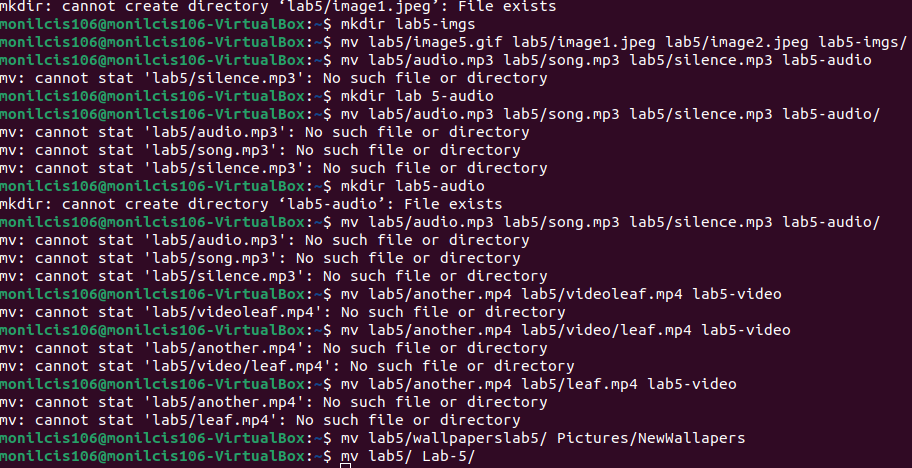 mkdir: cannot create directory ‘lab5/image1.jpeg’: File exists
monilcis106@monilcis106-VirtualBox:~$ mkdir lab5-imgs
monilcis106@monilcis106-VirtualBox:~$ mv lab5/image5.gif lab5/image1.jpeg lab5/image2.jpeg lab5-imgs/
monilcis106@monilcis106-VirtualBox:~$ mv lab5/audio.mp3 lab5/song.mp3 lab5/silence.mp3 lab5-audio
mv: cannot stat 'lab5/silence.mp3': No such file or directory
monilcis106@monilcis106-VirtualBox:~$ mkdir lab 5-audio
monilcis106@monilcis106-VirtualBox:~$ mv lab5/audio.mp3 lab5/song.mp3 lab5/silence.mp3 lab5-audio/
mv: cannot stat 'lab5/audio.mp3': No such file or directory
mv: cannot stat 'lab5/song.mp3': No such file or directory
mv: cannot stat 'lab5/silence.mp3': No such file or directory
monilcis106@monilcis106-VirtualBox:~$ mkdir lab5-audio
mkdir: cannot create directory ‘lab5-audio’: File exists
monilcis106@monilcis106-VirtualBox:~$ mv lab5/audio.mp3 lab5/song.mp3 lab5/silence.mp3 lab5-audio/
mv: cannot stat 'lab5/audio.mp3': No such file or directory
mv: cannot stat 'lab5/song.mp3': No such file or directory
mv: cannot stat 'lab5/silence.mp3': No such file or directory
monilcis106@monilcis106-VirtualBox:~$ mv lab5/another.mp4 lab5/videoleaf.mp4 lab5-video
mv: cannot stat 'lab5/videoleaf.mp4': No such file or directory
monilcis106@monilcis106-VirtualBox:~$ mv lab5/another.mp4 lab5/video/leaf.mp4 lab5-video
mv: cannot stat 'lab5/another.mp4': No such file or directory
mv: cannot stat 'lab5/video/leaf.mp4': No such file or directory
monilcis106@monilcis106-VirtualBox:~$ mv lab5/another.mp4 lab5/leaf.mp4 lab5-video
mv: cannot stat 'lab5/another.mp4': No such file or directory
mv: cannot stat 'lab5/leaf.mp4': No such file or directory
monilcis106@monilcis106-VirtualBox:~$ mv lab5/wallpaperslab5/ Pictures/NewWallapers
monilcis106@monilcis106-VirtualBox:~$ mv lab5/ Lab-5/